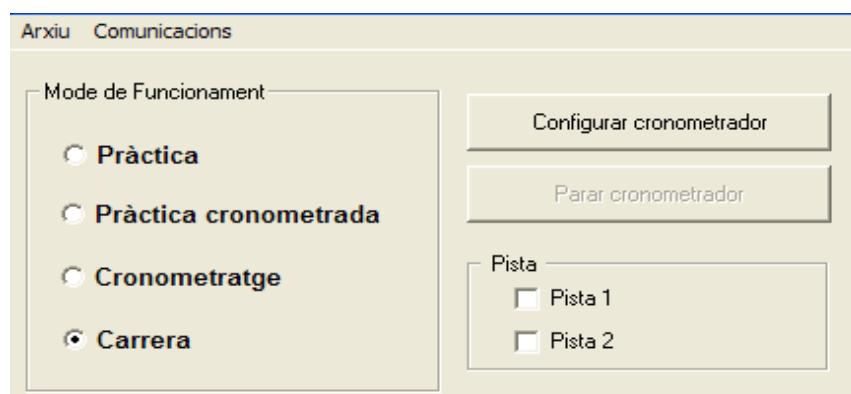 Arxiu Comunicacions
Mode de Funcionament
Pràctica
Pràctica cronometrada
Cronometratge
Carrera
Configurar cronometrador
Parar cronometrador
Pista
Pista 1
Pista 2